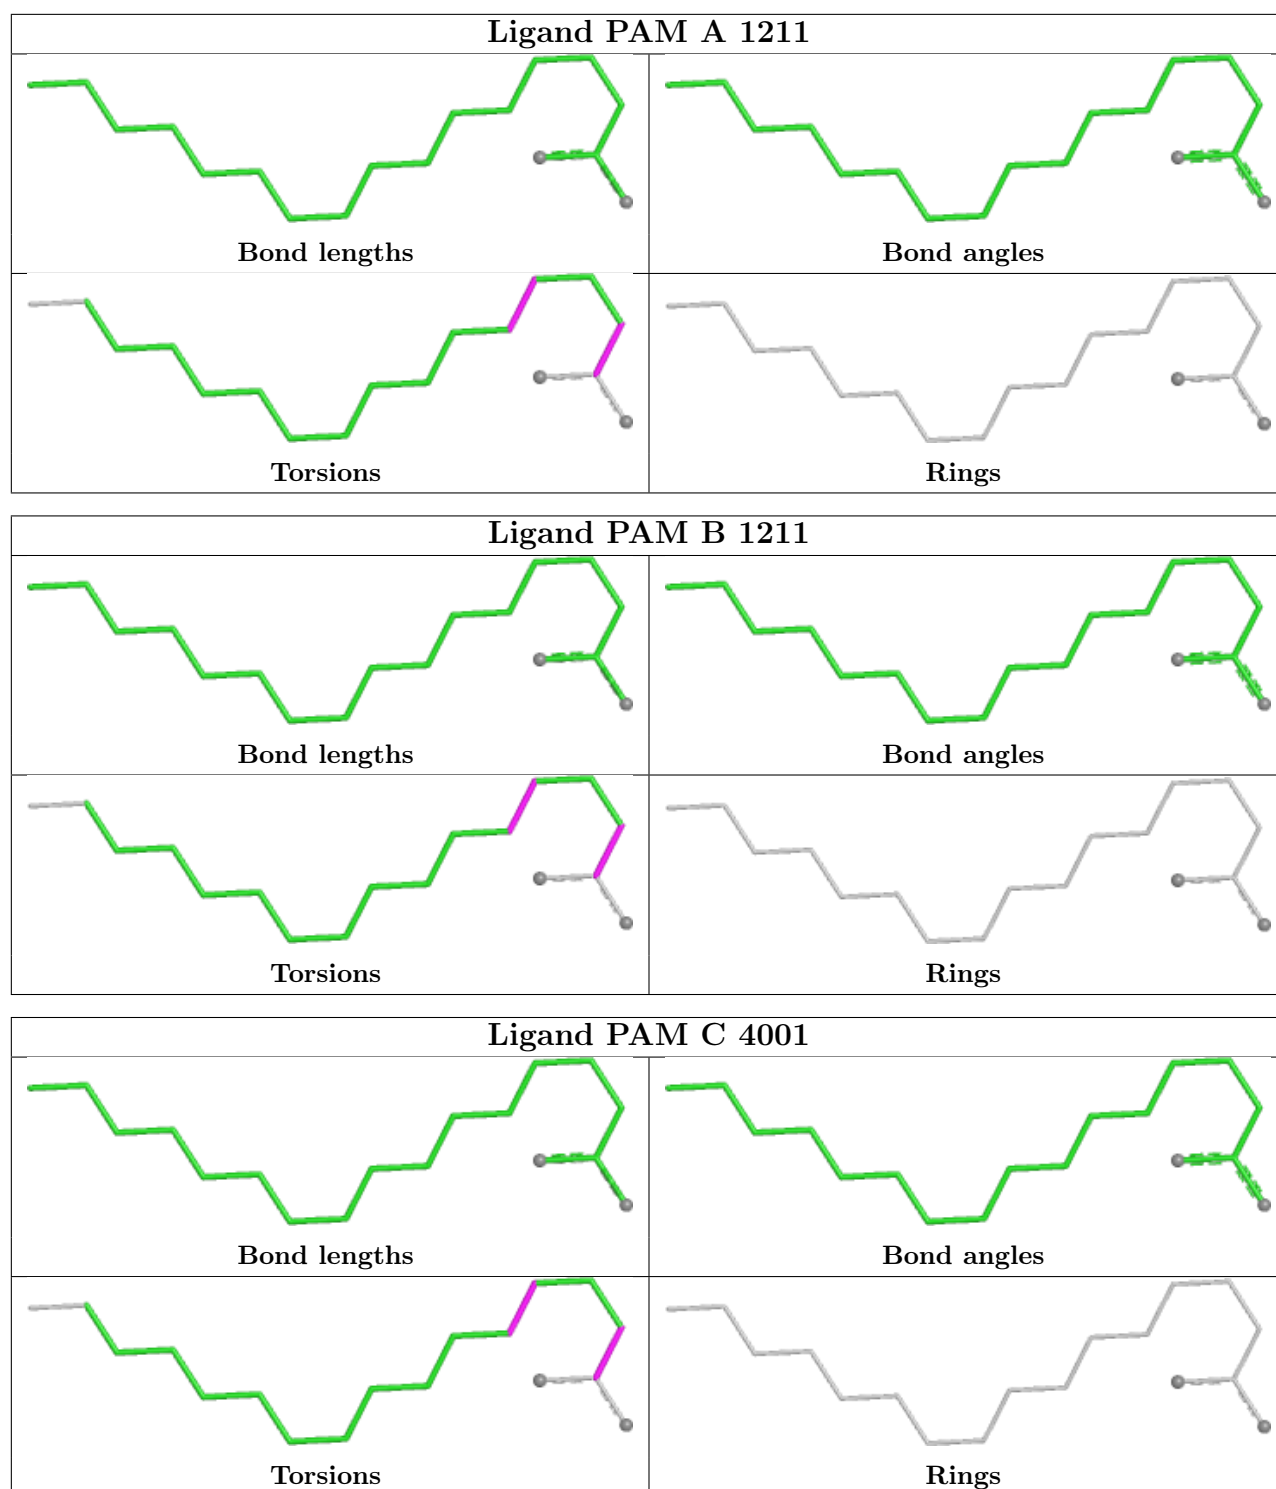 Ligand PAM A 1211
Bond lengths
Bond angles
Torsions
Rings
Ligand PAM B 1211
Bond lengths
Bond angles
Torsions
Rings
Ligand PAM C 4001
Bond lengths
Bond angles
Torsions
Rings